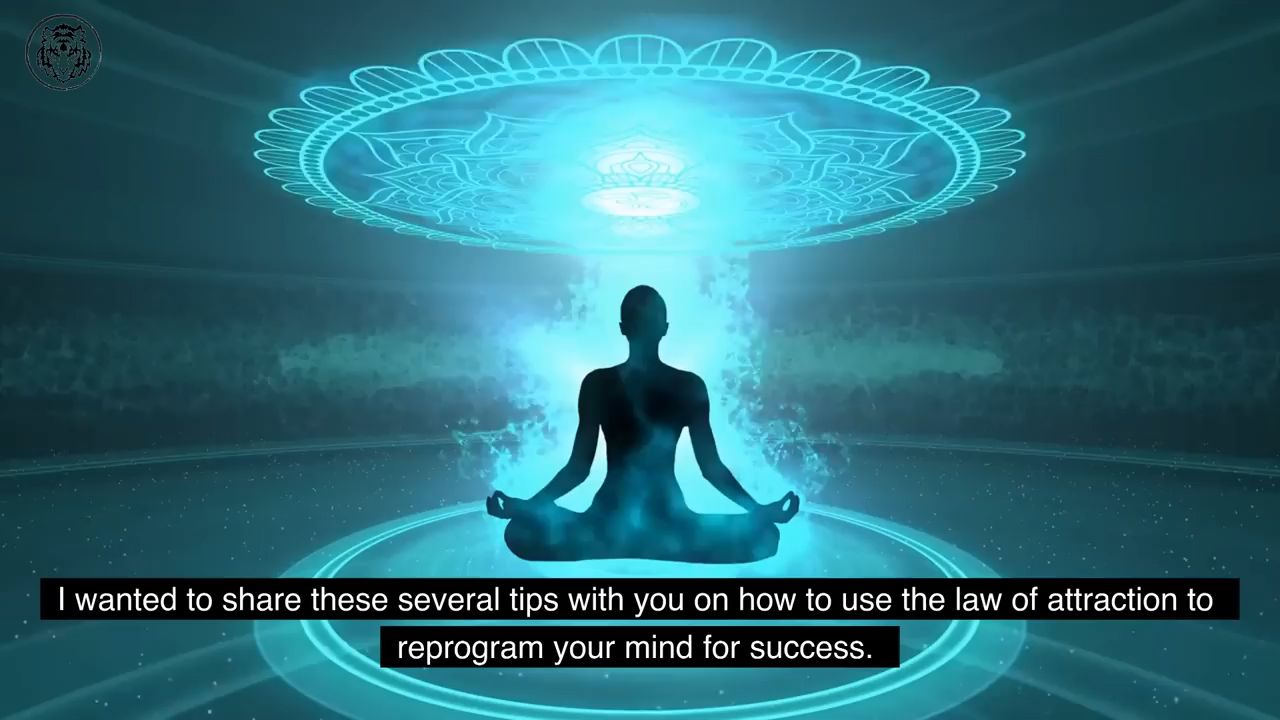 I wanted to share these several tips with you on how to use the law of attraction to
reprogram your mind for success.